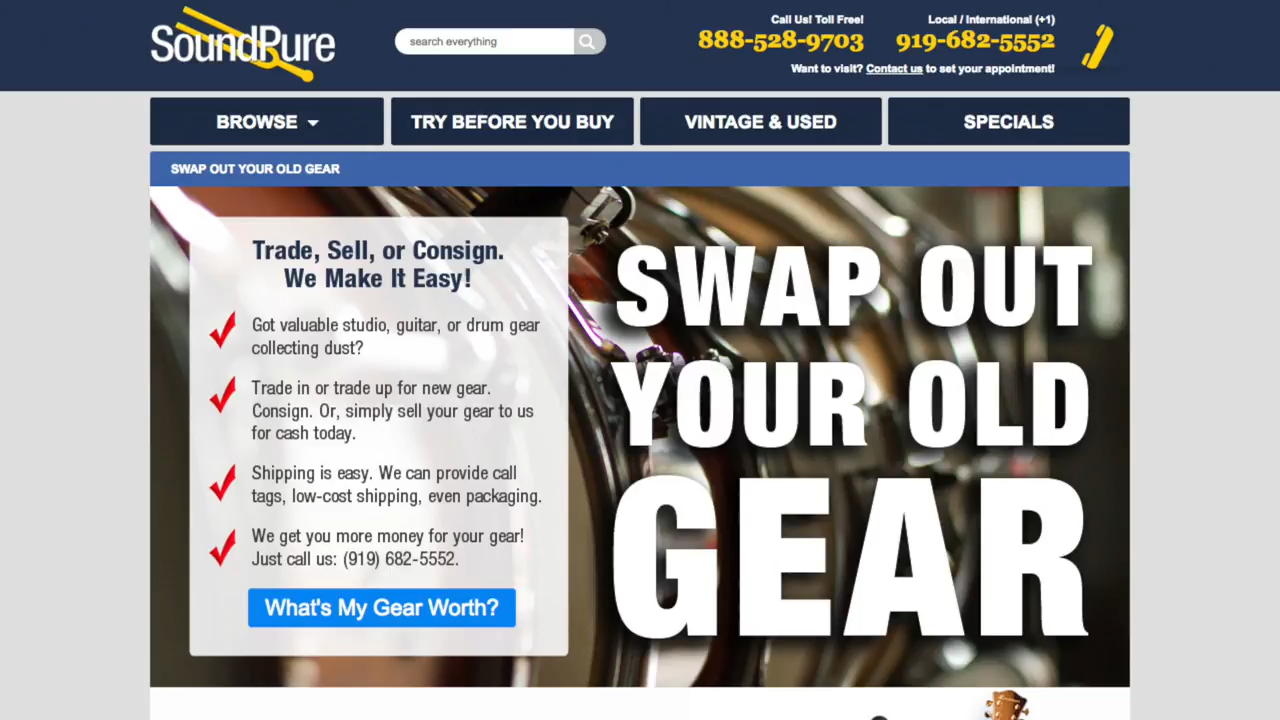 SoundPure
search everything
Call Us! Toll Free!
888-528-9703
Local / International (+1)
919-682-5552
Want to visit? Contact us to set your appointment!
BROWSE
TRY BEFORE YOU BUY
VINTAGE & USED
SPECIALS
SWAP OUT YOUR OLD GEAR
Trade, Sell, or Consign.
We Make It Easy!
Got valuable studio, guitar, or drum gear
collecting dust?
Trade in or trade up for new gear.
Consign. Or, simply sell your gear to us
for cash today.
Shipping is easy. We can provide call
tags, low-cost shipping, even packaging.
We get you more money for your gear!
Just call us: (919) 682-5552.
What's My Gear Worth?
SWAP OUT
YOUR OLD
GEAR